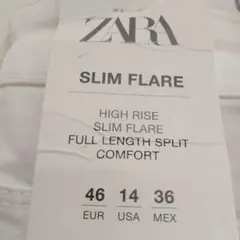 ZARA
SLIM FLARE
HIGH RISE
SLIM FLARE
FULL LENGTH SPLIT
COMFORT
46 14 36
EUR USA MEX